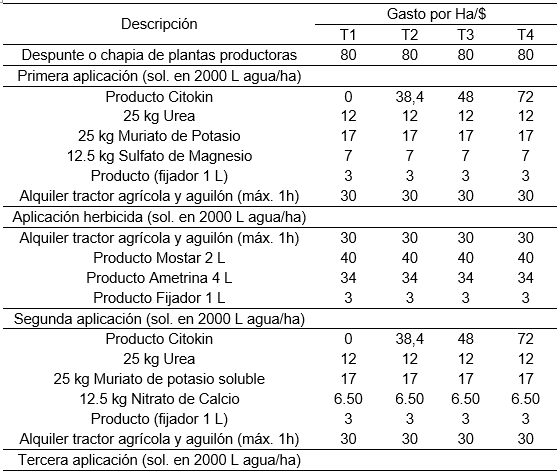 Descripción Gasto por Ha/$
T1 T2 T3 T4
Despunte o chapia de plantas productoras 80 80 80 80
Primera aplicación (sol. en 2000 L agua/ha)
Producto Citokin 0 38,4 48 72
25 kg Urea 12 12 12 12
25 kg Muriato de Potasio 17 17 17 17
12.5 kg Sulfato de Magnesio 7 7 7 7
Producto (fijador 1 L) 3 3 3 3
Alquiler tractor agrícola y aguilón (máx. 1h) 30 30 30 30
Aplicación herbicida (sol. en 2000 L agua/ha)
Alquiler tractor agrícola y aguilón (máx. 1h) 30 30 30 30
Producto Mostar 2 L 40 40 40 40
Producto Ametrina 4 L 34 34 34 34
Producto Fijador 1 L 3 3 3 3
Segunda aplicación (sol. en 2000 L agua/ha)
Producto Citokin 0 38,4 48 72
25 kg Urea 12 12 12 12
25 kg Muriato de potasio soluble 17 17 17 17
12.5 kg Nitrato de Calcio 6.50 6.50 6.50 6.50
Producto (fijador 1 L) 3 3 3 3
Alquiler tractor agrícola y aguilón (máx. 1h) 30 30 30 30
Tercera aplicación (sol. en 2000 L agua/ha)